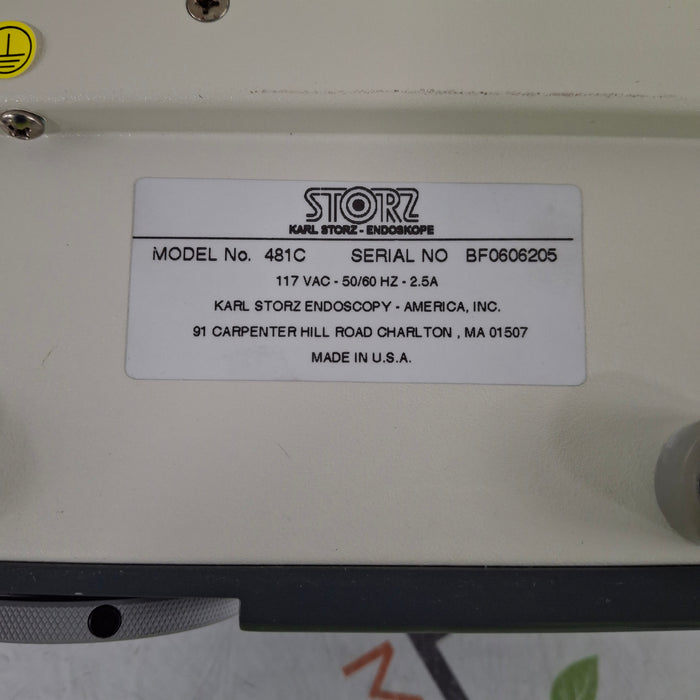 STORZ
KARL STORZ - ENDOSKOPE
MODEL No. 481C SERIAL NO BF0606205
117 VAC - 50/60 HZ - 2.5A
KARL STORZ ENDOSCOPY - AMERICA, INC.
91 CARPENTER HILL ROAD CHARLTON , MA 01507
MADE IN U.S.A.